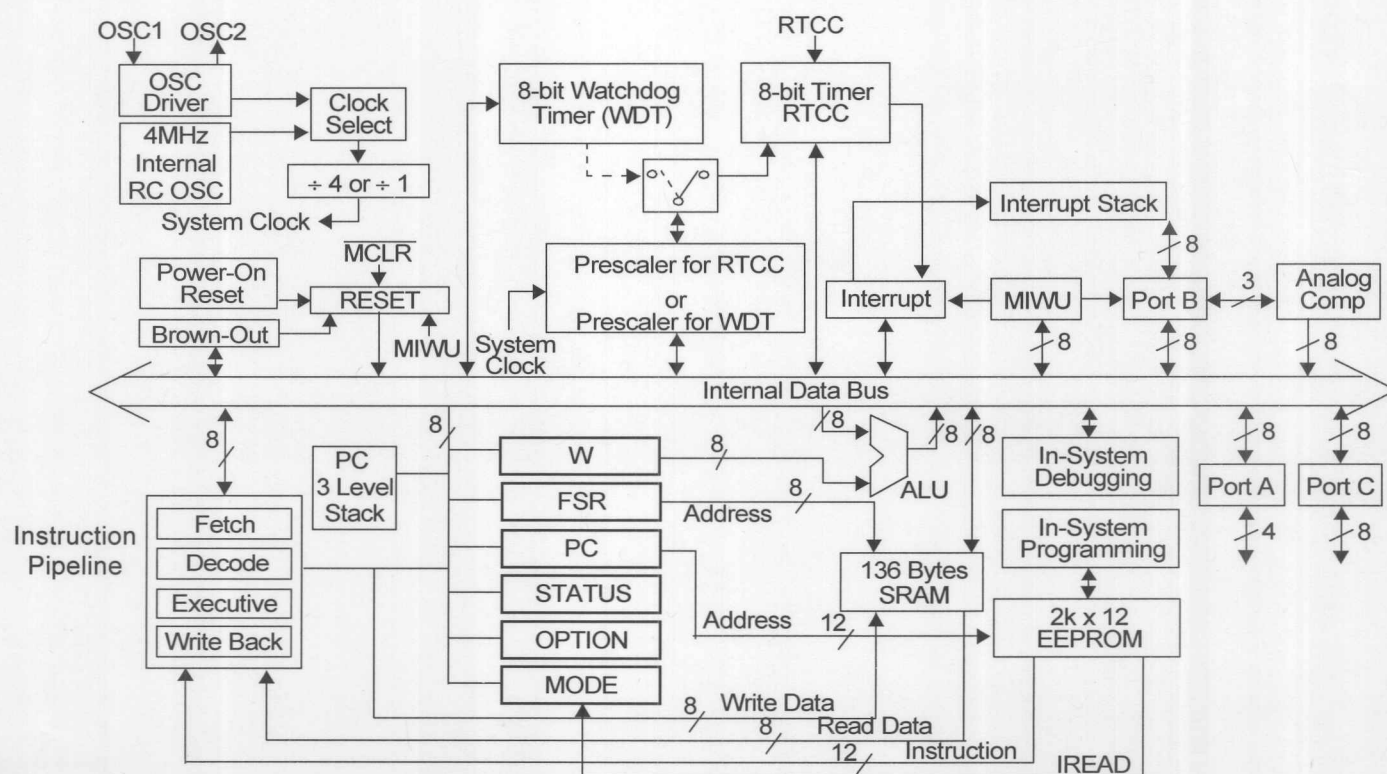 OSC1 OSC2
RTCC
OSC
Driver
Clock
Select
4MHz
Internal
RC OSC
÷ 4 or ÷ 1
System Clock
8-bit Watchdog
Timer (WDT)
8-bit Timer
RTCC
Interrupt Stack
8
MCLR
Power-On
Reset
RESET
Brown-Out
MIWU
System
Clock
Prescaler for RTCC
or
Prescaler for WDT
Interrupt
MIWU
Port B
3
Analog
Comp
8
8
8
Internal Data Bus
8
8
8
8
8
8
8
PC
3 Level
Stack
W
8
ALU
In-System
Debugging
Port A
Port C
FSR
8
Address
Instruction
Pipeline
Fetch
Decode
Executive
Write Back
PC
STATUS
OPTION
MODE
In-System
Programming
4
8
136 Bytes
SRAM
Address
12
2k x 12
EEPROM
8
Write Data
8
Read Data
12
Instruction
IREAD